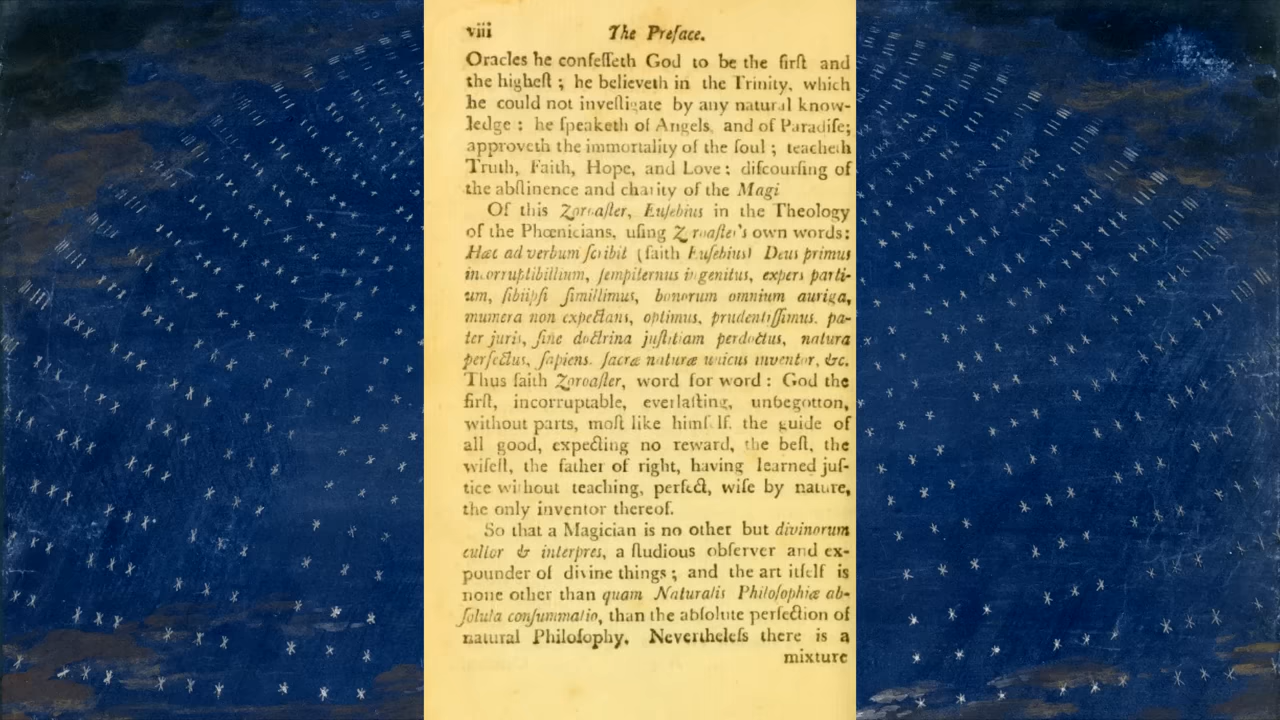 viii The Preface.
Oracles he confeſſeth God to be the firſt and
the higheſt ; he believeth in the Trinity, which
he could not inveſtigate by any natural know-
ledge : he ſpeaketh of Angels, and of Paradiſe;
approveth the immortality of the ſoul ; teacheth
Truth, Faith, Hope, and Love: diſcourſing of
the abſtinence and charity of the Magi
Of this Zoroaſter, Euſebius in the Theology
of the Phœnicians, uſing Zoroaſter's own words:
Hæc ad verbum ſcribit (ſaith Euſebius) Deus primus
incorruptibillium, ſempiternus ingenitus, expers parti-
um, ſibiipſi ſimillimus, bonorum omnium auriga,
munera non expectans, optimus, prudentiſſimus, pa-
ter juris, ſine doctrina juſtitiam perdoctus, natura
perfectus, ſapiens. ſacræ naturæ unicus inventor, &c.
Thus ſaith Zoroaſter, word for word: God the
firſt, incorruptable, everlaſting, unbegotton,
without parts, moſt like himſelf, the guide of
all good, expecting no reward, the beſt, the
wiſeſt, the father of right, having learned juſ-
tice without teaching, perfect, wiſe by nature,
the only inventor thereof.
So that a Magician is no other but divinorum
cultor & interpres, a ſtudious obſerver and ex-
pounder of divine things ; and the art itſelf is
none other than quam Naturalis Philoſophiæ ab-
ſoluta conſummatio, than the abſolute perfection of
natural Philoſophy. Nevertheleſs there is a
mixture